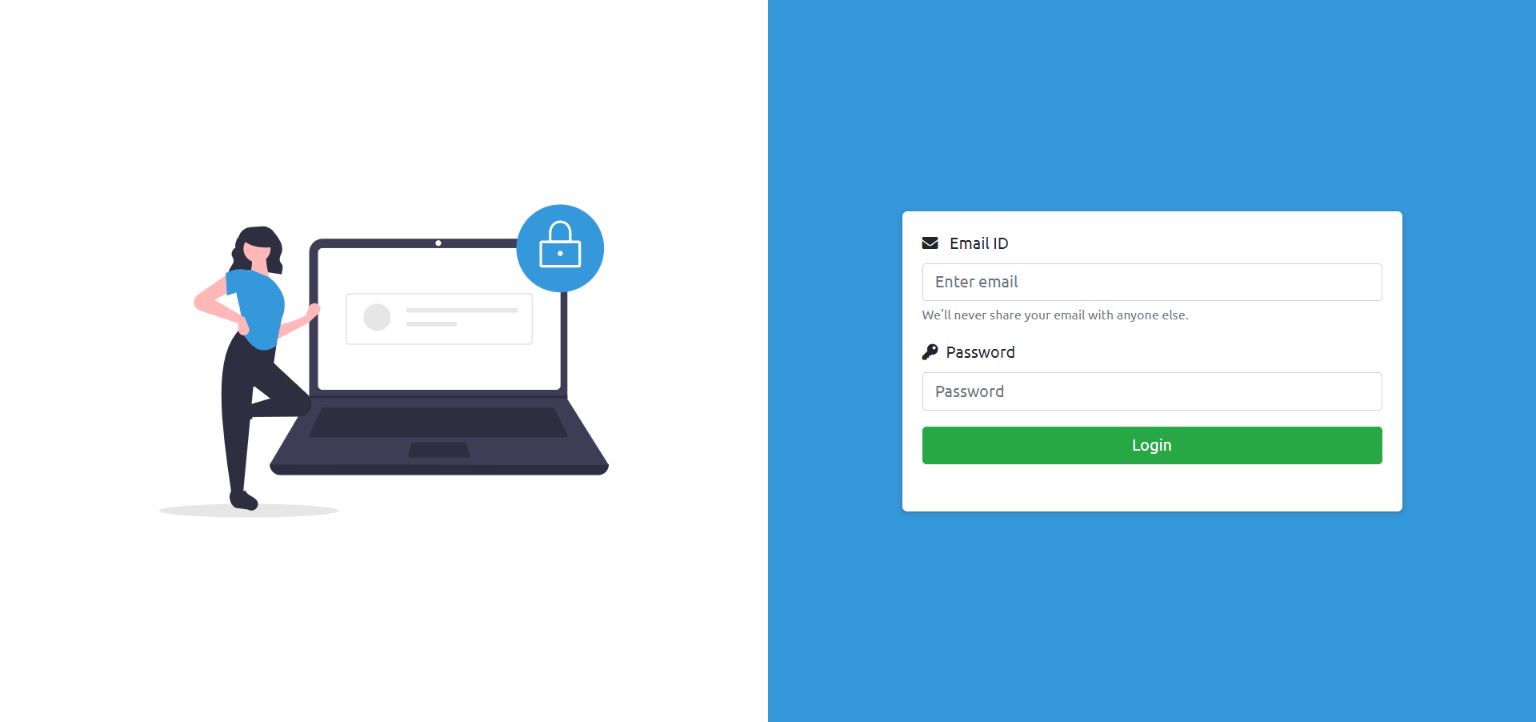 Email ID
Enter email
We'll never share your email with anyone else.
Password
Password
Login